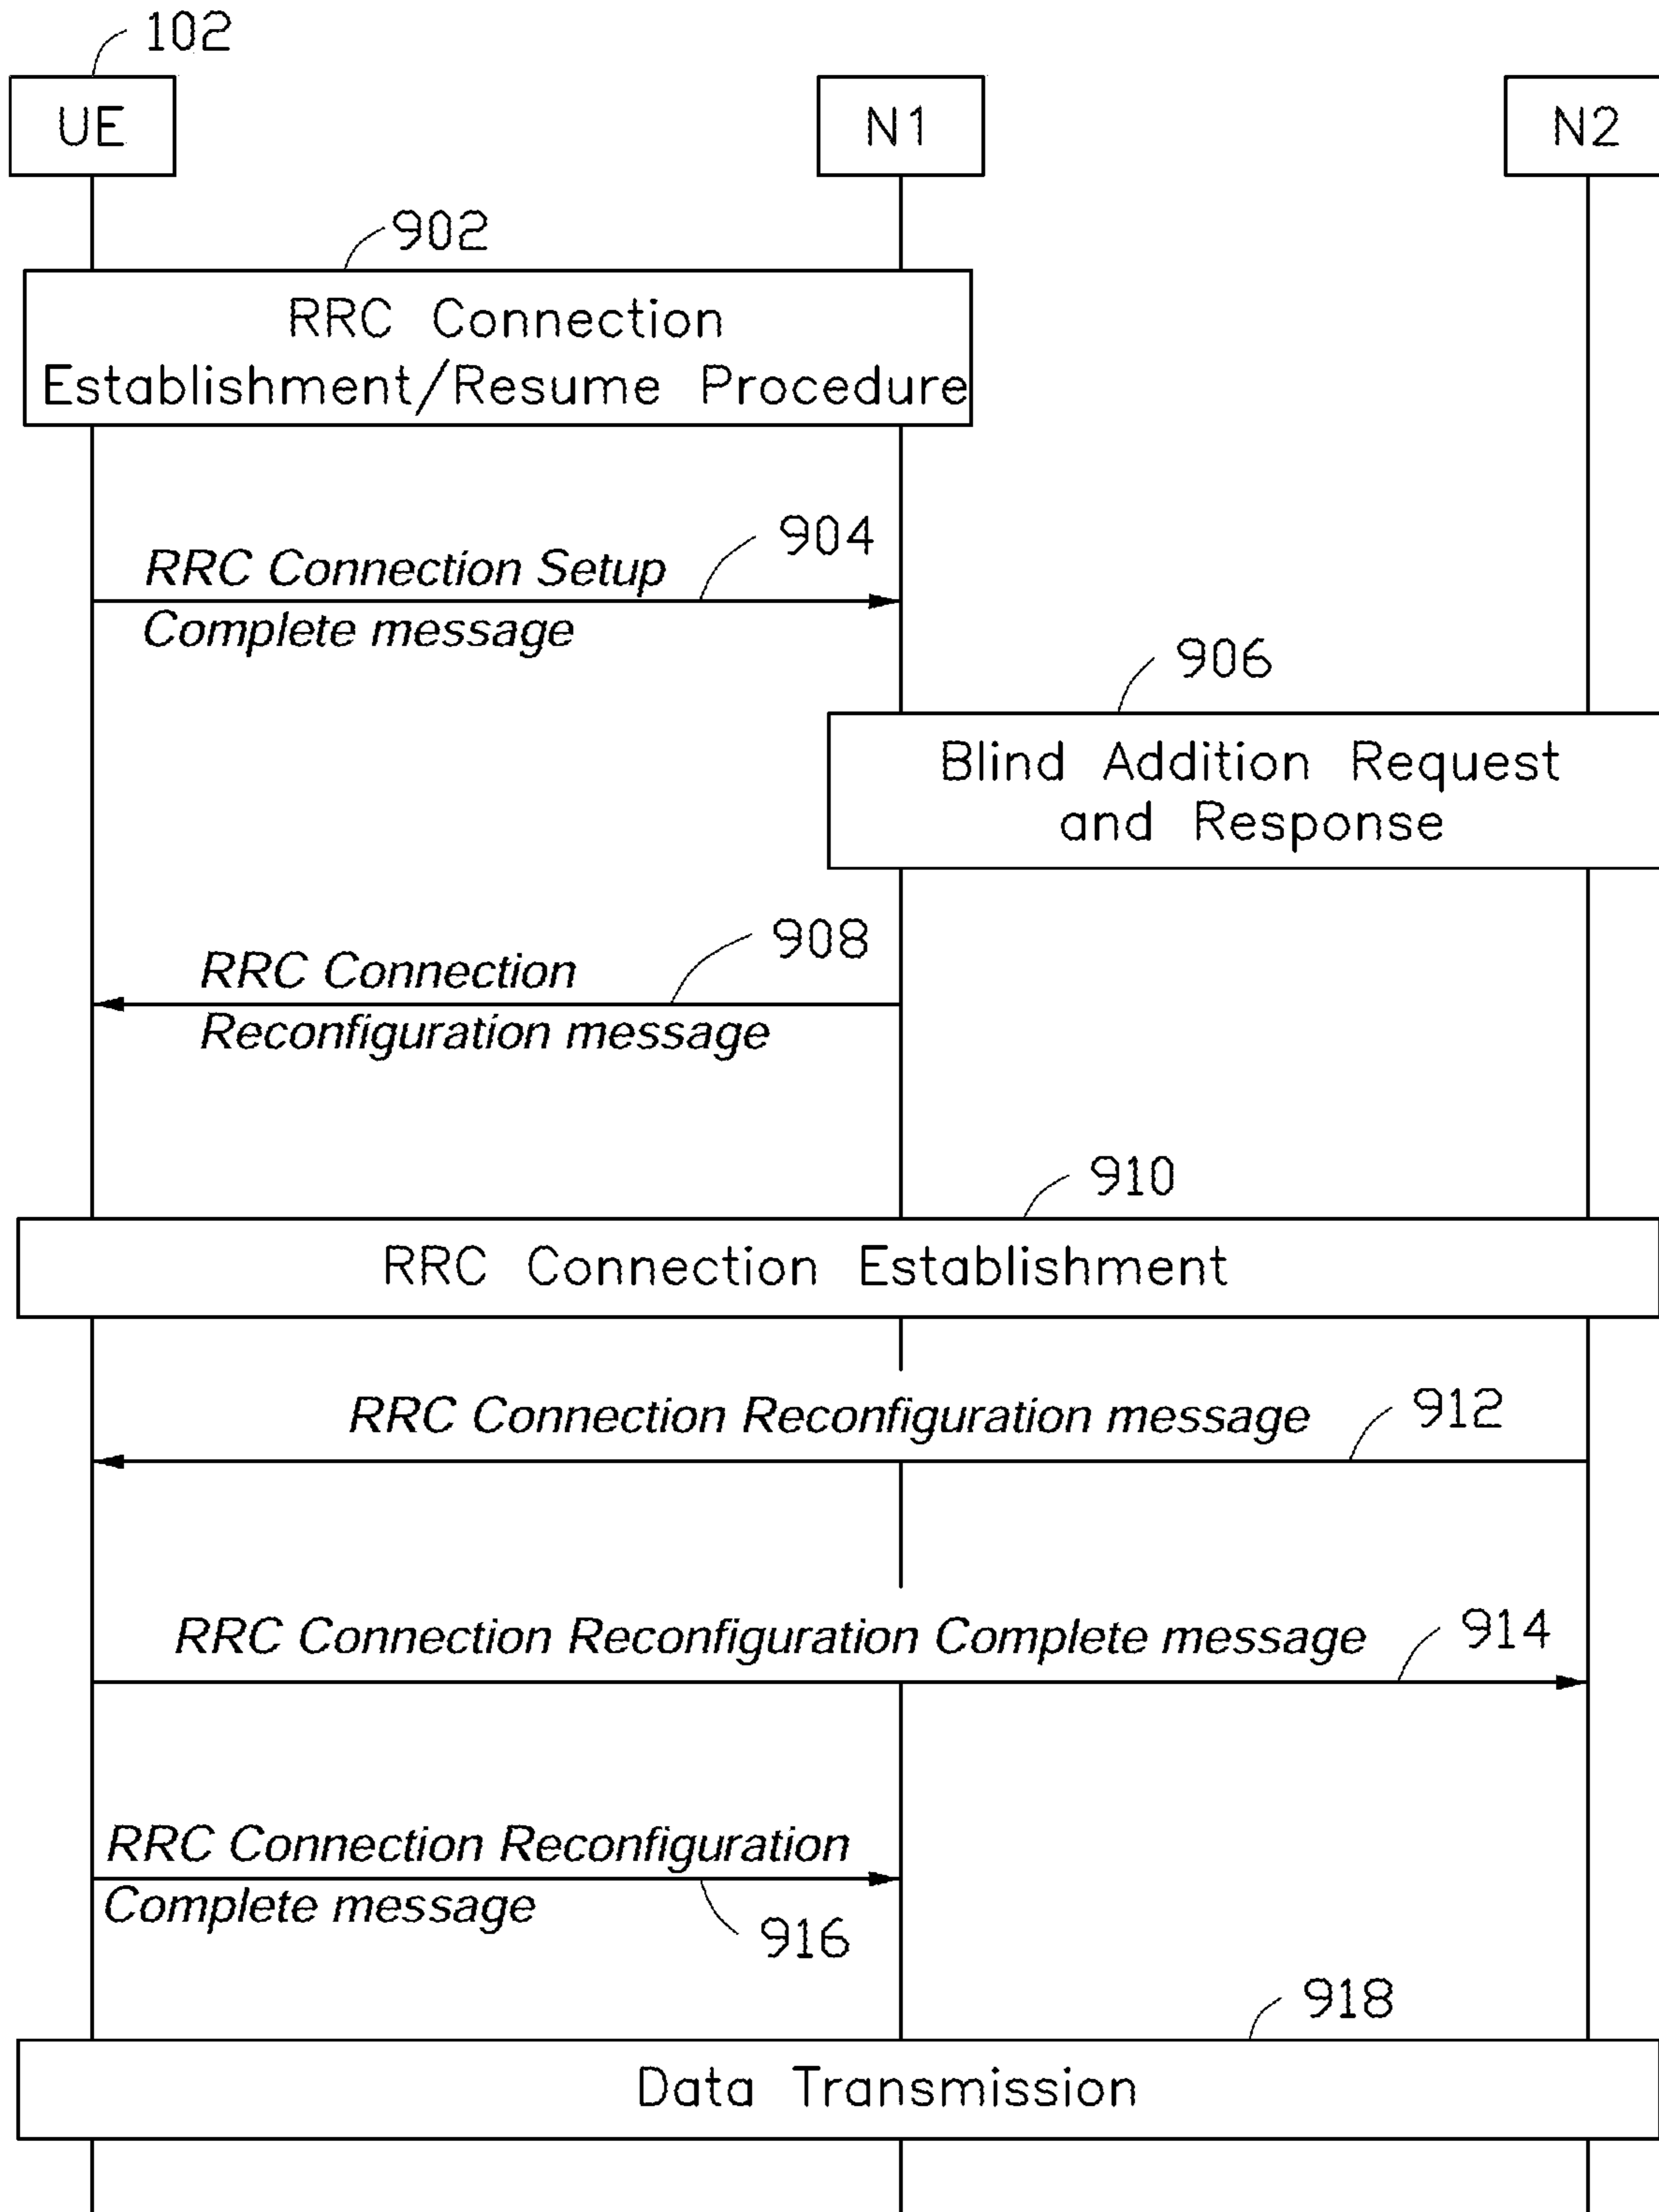 102
UE
N1
N2
902
RRC Connection
Establishment/Resume Procedure
904
RRC Connection Setup
Complete message
906
Blind Addition Request
and Response
908
RRC Connection
Reconfiguration message
910
RRC Connection Establishment
912
RRC Connection Reconfiguration message
914
RRC Connection Reconfiguration Complete message
RRC Connection Reconfiguration
Complete message
916
918
Data Transmission